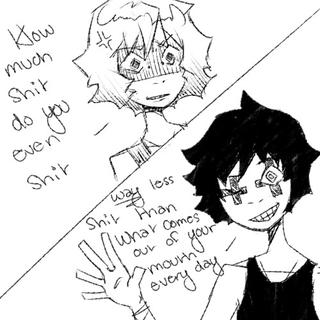 How
much
shit
do you
even
shit
way less
shit than
what comes
out of your
mouth
every day